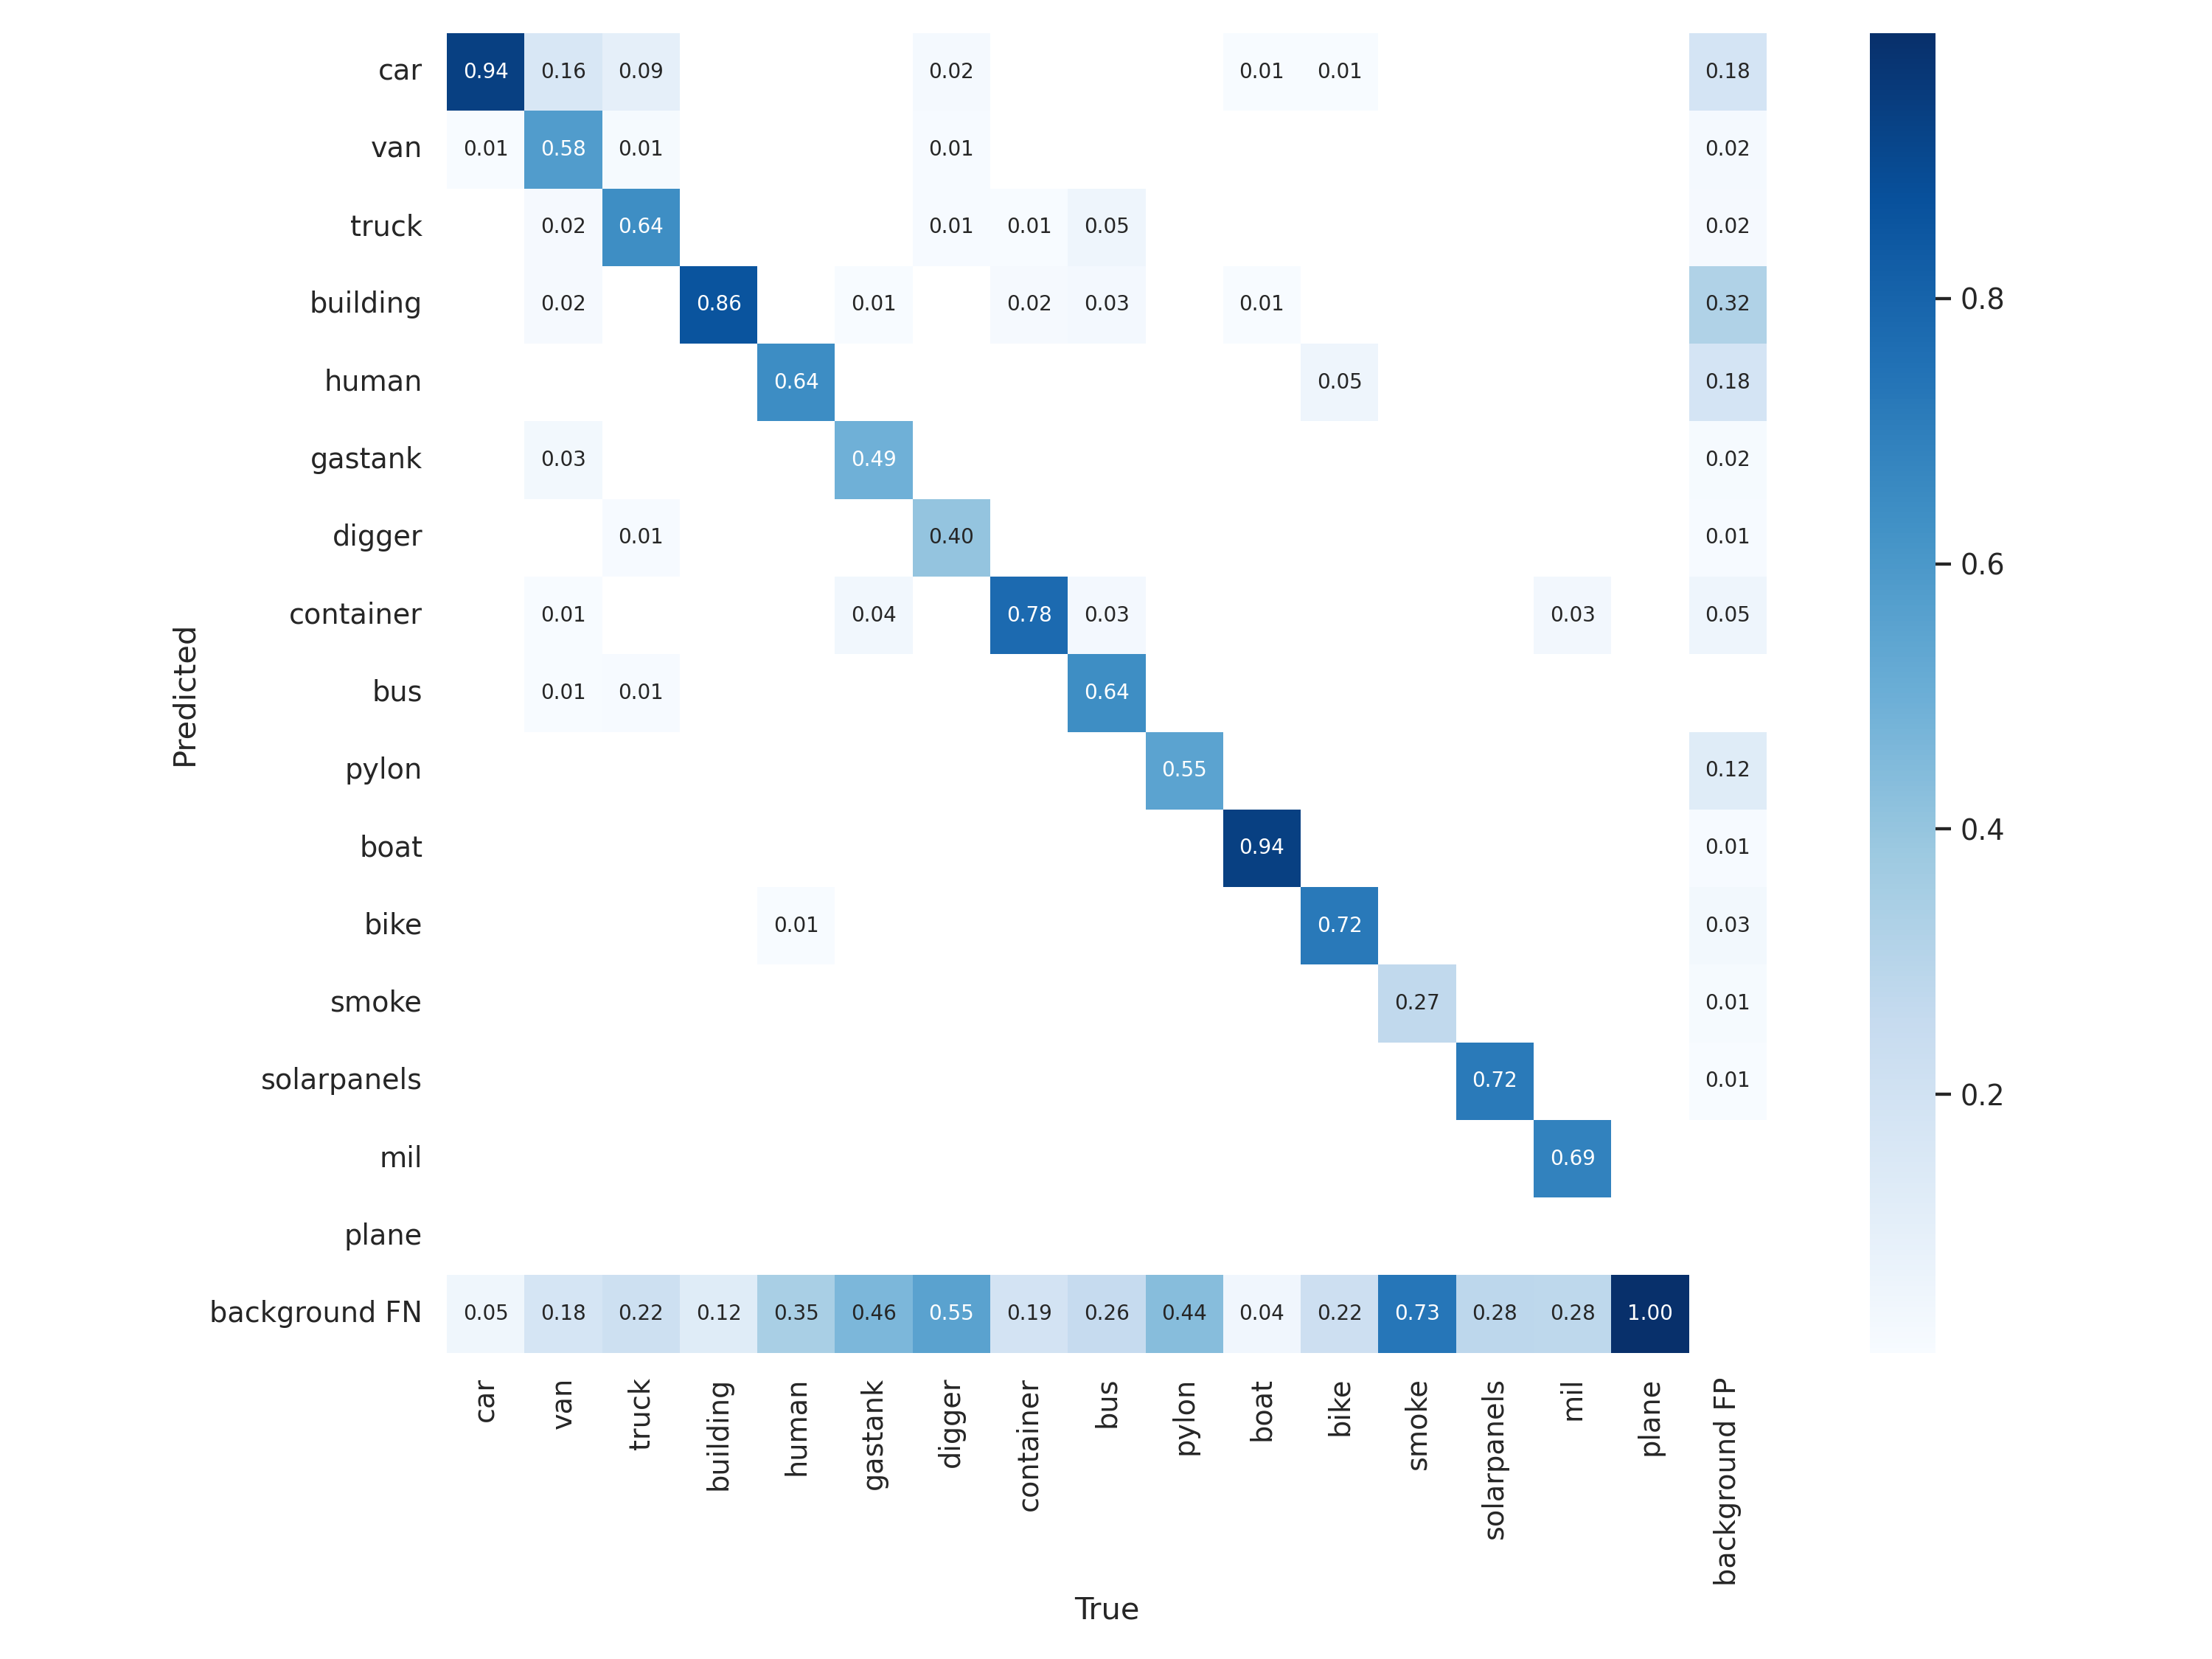 car 0.94 0.16 0.09 0.02 0.01 0.01 0.18
van 0.01 0.58 0.01 0.01 0.02
truck 0.02 0.64 0.01 0.01 0.05 0.02
building 0.02 0.86 0.01 0.02 0.03 0.01 0.32
0.8
human 0.64 0.05 0.18
gastank 0.03 0.49 0.02
digger 0.01 0.40 0.01
0.6
container 0.01 0.04 0.78 0.03 0.03 0.05
Predicted
bus 0.01 0.01 0.64
pylon 0.55 0.12
0.4
boat 0.94 0.01
bike 0.01 0.72 0.03
smoke 0.27 0.01
solarpanels 0.72 0.01
0.2
mil 0.69
plane
background FN 0.05 0.18 0.22 0.12 0.35 0.46 0.55 0.19 0.26 0.44 0.04 0.22 0.73 0.28 0.28 1.00
car van truck building human gastank digger container bus pylon boat bike smoke solarpanels mil plane background FP
True